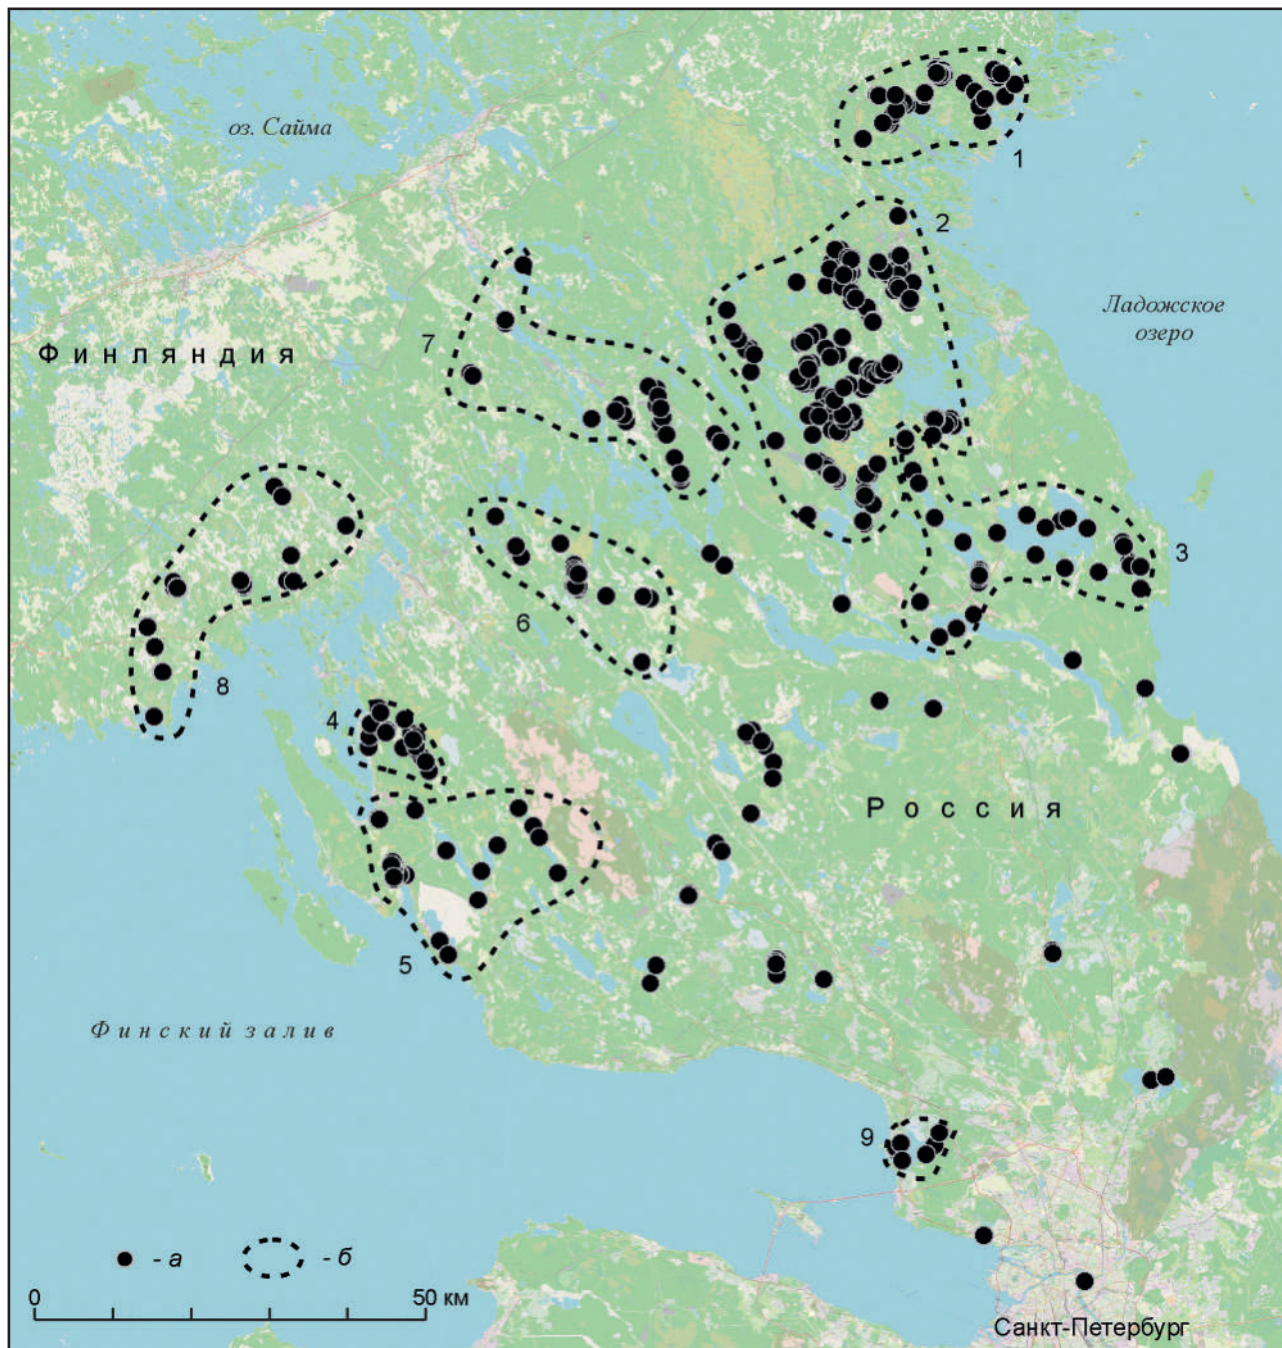 оз. Сайма
1
2
Ладожское
озеро
7
Финляндия
3
6
8
4
Россия
5
Финский залив
9
- а
- б
0
50 км
Санкт-Петербург